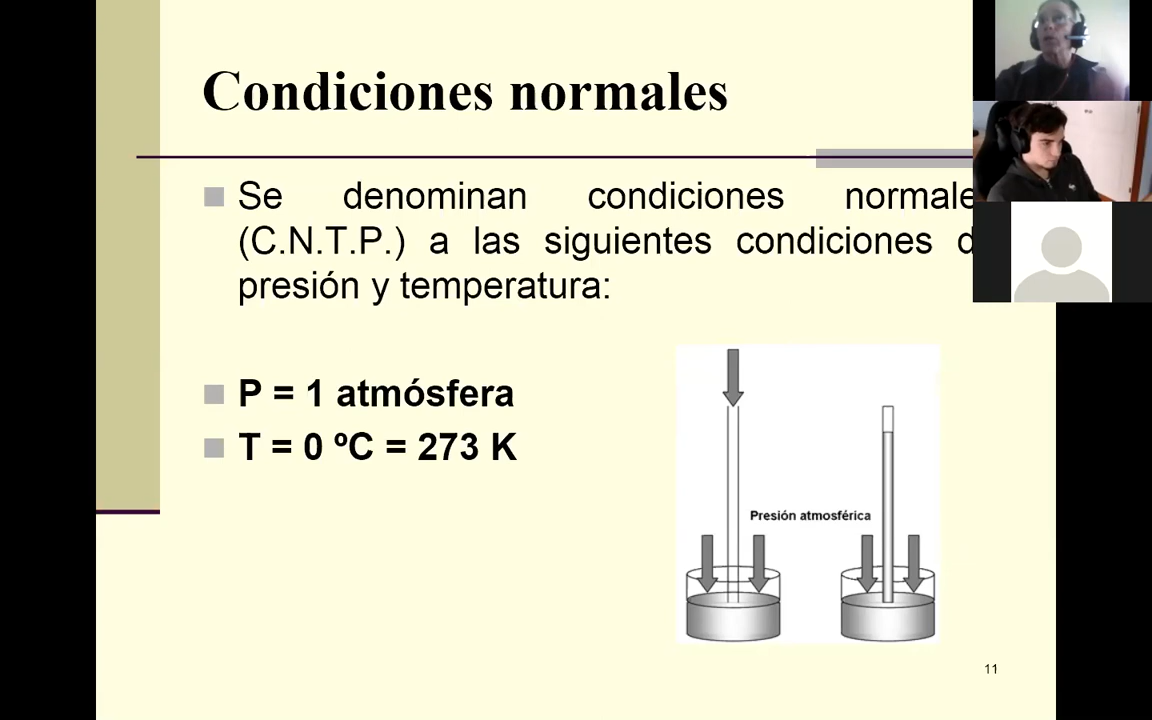 Condiciones normales
Se denominan condiciones normale
(C.N.T.P.) a las siguientes condiciones d
presión y temperatura:
P = 1 atmósfera
T = 0 ºC = 273 K
Presión atmosférica
11